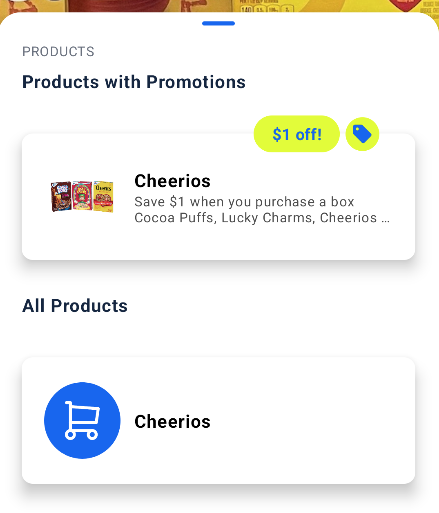 PRODUCTS
Products with Promotions
$1 off!
Cheerios
Save $1 when you purchase a box
Cocoa Puffs, Lucky Charms, Cheerios ...
All Products
Cheerios